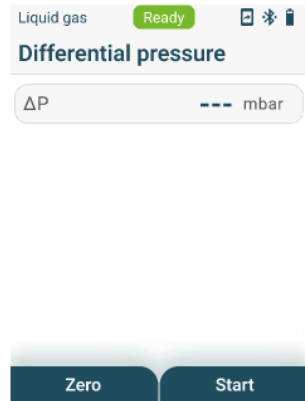 Liquid gas Ready
Differential pressure
ΔP --- mbar
Zero Start